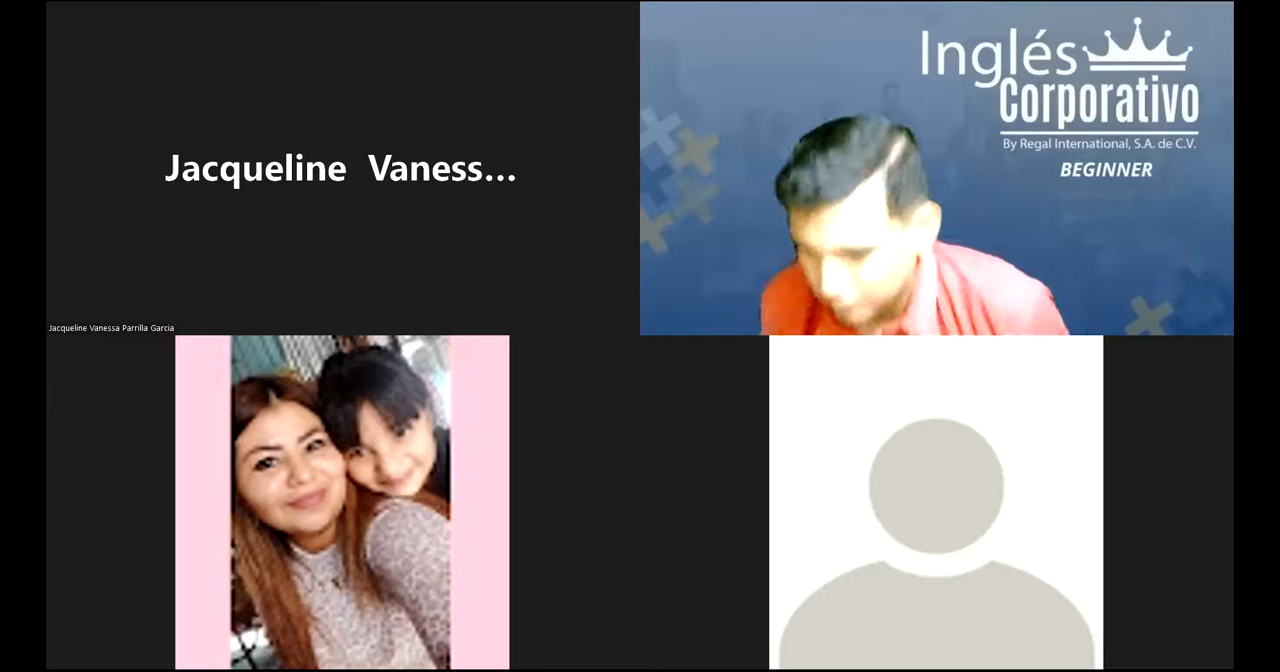 Jacqueline Vaness...
Jacqueline Vanessa Parrilla Garcia
Inglés
Corporativo
By Regal International, S.A. de C.V.
BEGINNER